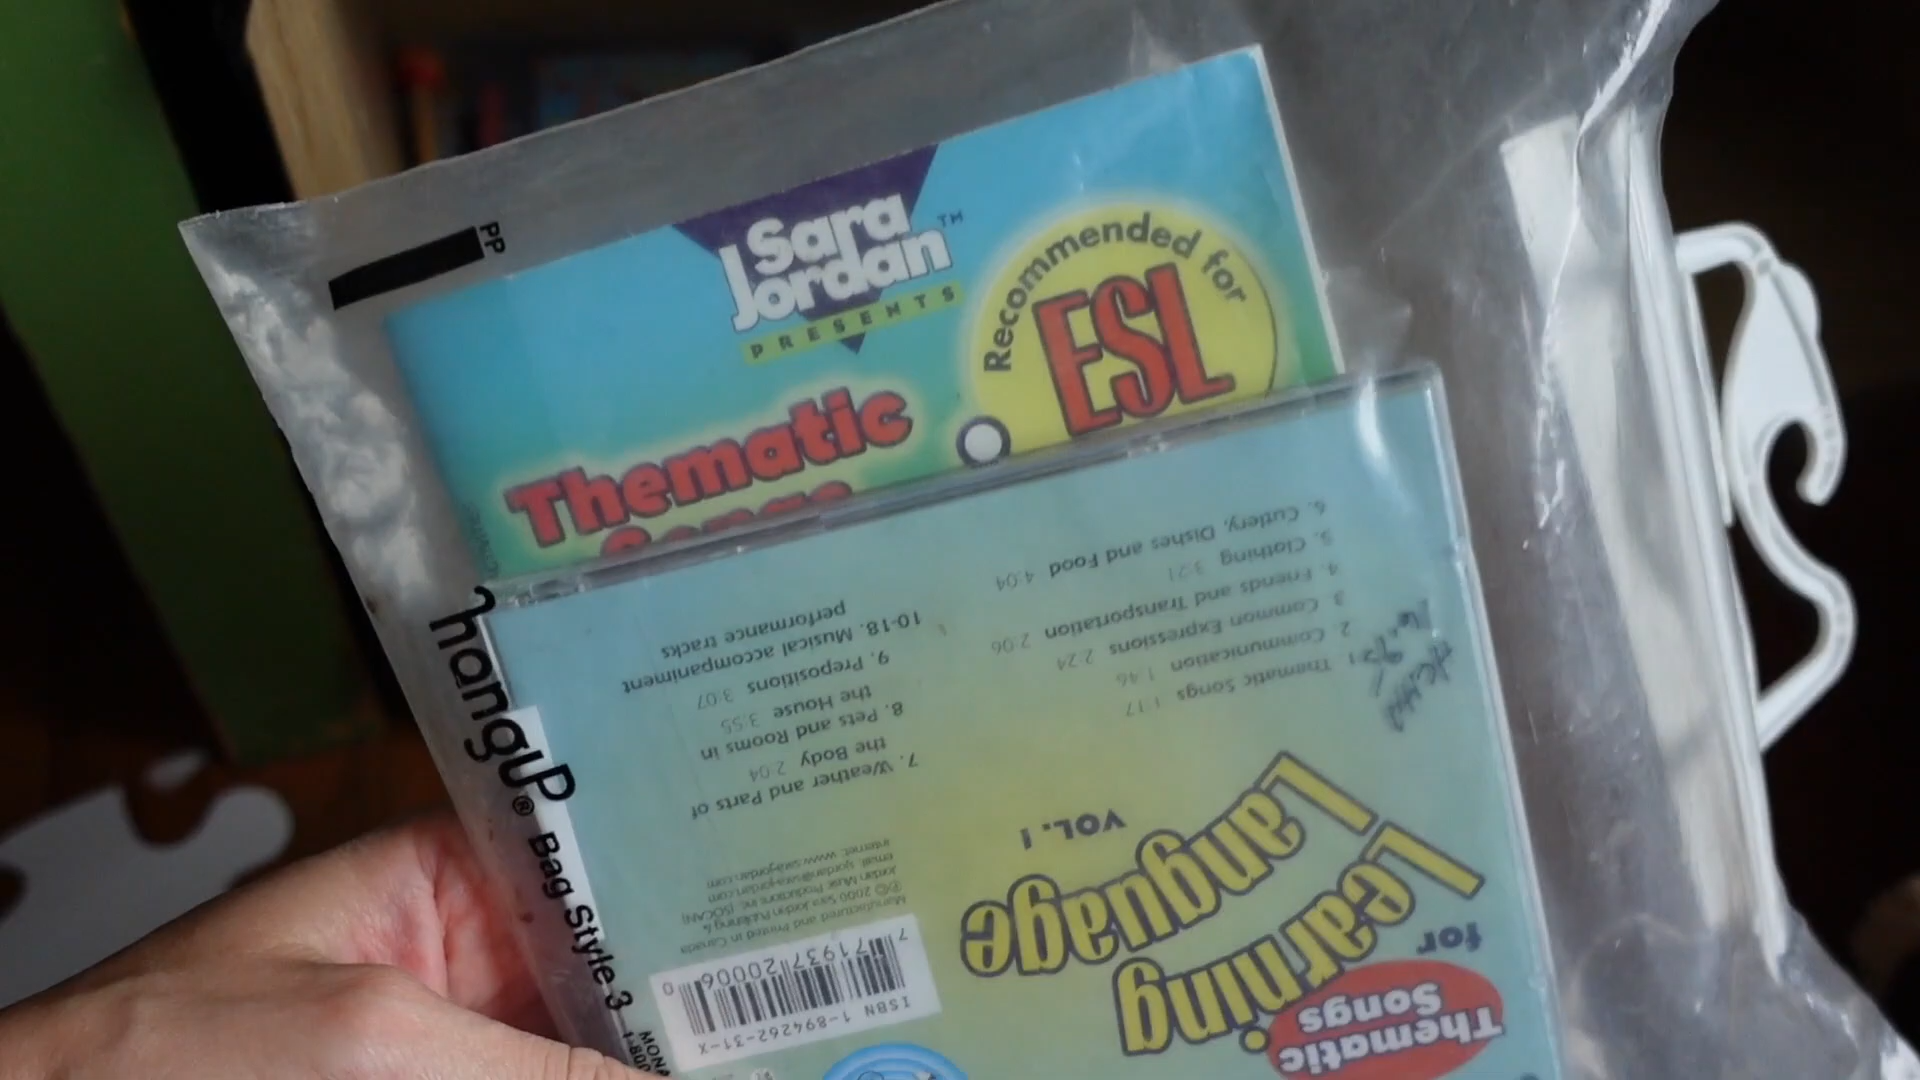 PP
Sara
Jordan™
PRESENTS
Recommended for
ESL
Thematic
Songs
hangUP® Bag Style 3
MONA
1-800
Thematic
Songs
for
Learning
Language
VOL. 1
1. Thematic Songs 1:17
2. Communication 1:46
3. Common Expressions 2:24
4. Friends and Transportation 2:06
5. Clothing 3:21
6. Cutlery, Dishes and Food 4:04
7. Weather and Parts of
the Body 2:04
8. Pets and Rooms in
the House 3:55
9. Prepositions 3:07
10-18. Musical accompaniment
performance tracks
ISBN 1-894262-31-X
7 71937 20006 0
Manufactured and Printed in Canada
℗© 2000 Sara Jordan Publishing &
Jordan Music Productions Inc. (SOCAN)
email: sjordan@sara-jordan.com
internet: www.sara-jordan.com